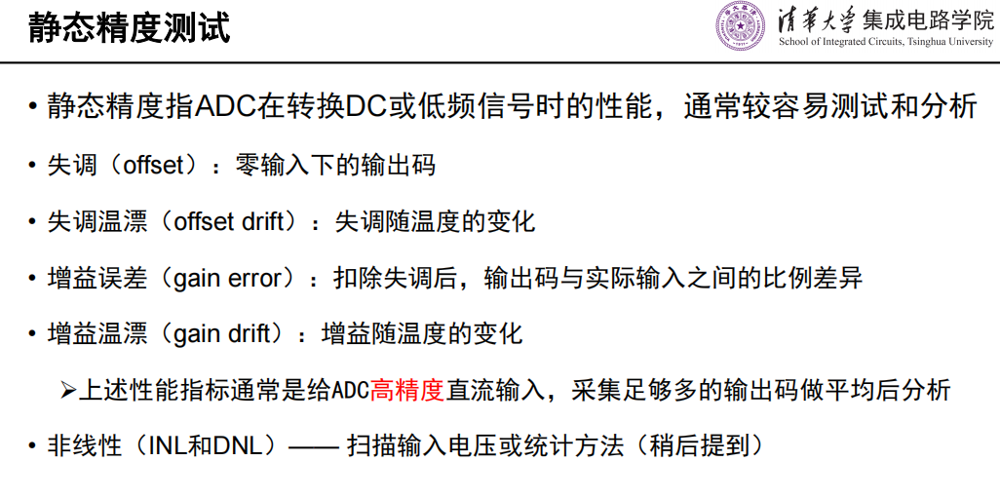 静态精度测试
清华大学 集成电路学院
School of Integrated Circuits, Tsinghua University
• 静态精度指ADC在转换DC或低频信号时的性能，通常较容易测试和分析
• 失调（offset）：零输入下的输出码
• 失调温漂（offset drift）：失调随温度的变化
• 增益误差（gain error）：扣除失调后，输出码与实际输入之间的比例差异
• 增益温漂（gain drift）：增益随温度的变化
➢上述性能指标通常是给ADC高精度直流输入，采集足够多的输出码做平均后分析
• 非线性（INL和DNL）—— 扫描输入电压或统计方法（稍后提到）